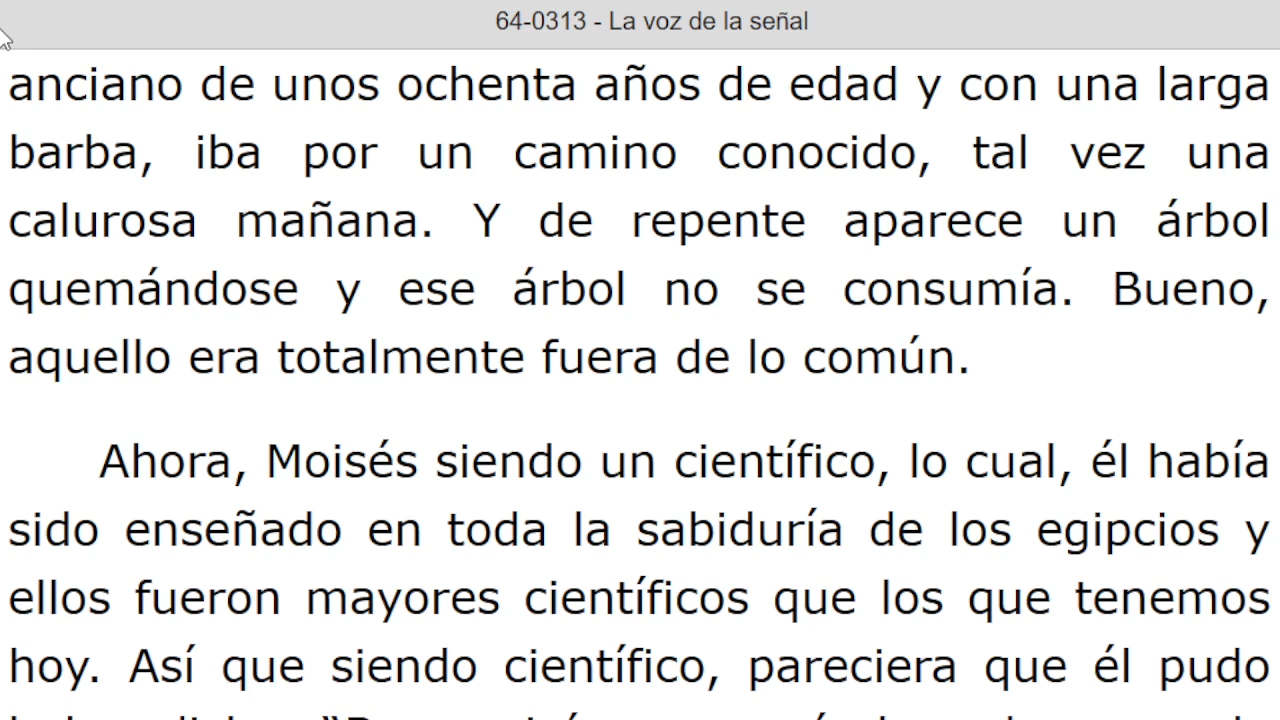 64-0313 - La voz de la señal
anciano de unos ochenta años de edad y con una larga
barba, iba por un camino conocido, tal vez una
calurosa mañana. Y de repente aparece un árbol
quemándose y ese árbol no se consumía. Bueno,
aquello era totalmente fuera de lo común.
Ahora, Moisés siendo un científico, lo cual, él había
sido enseñado en toda la sabiduría de los egipcios y
ellos fueron mayores científicos que los que tenemos
hoy. Así que siendo científico, pareciera que él pudo